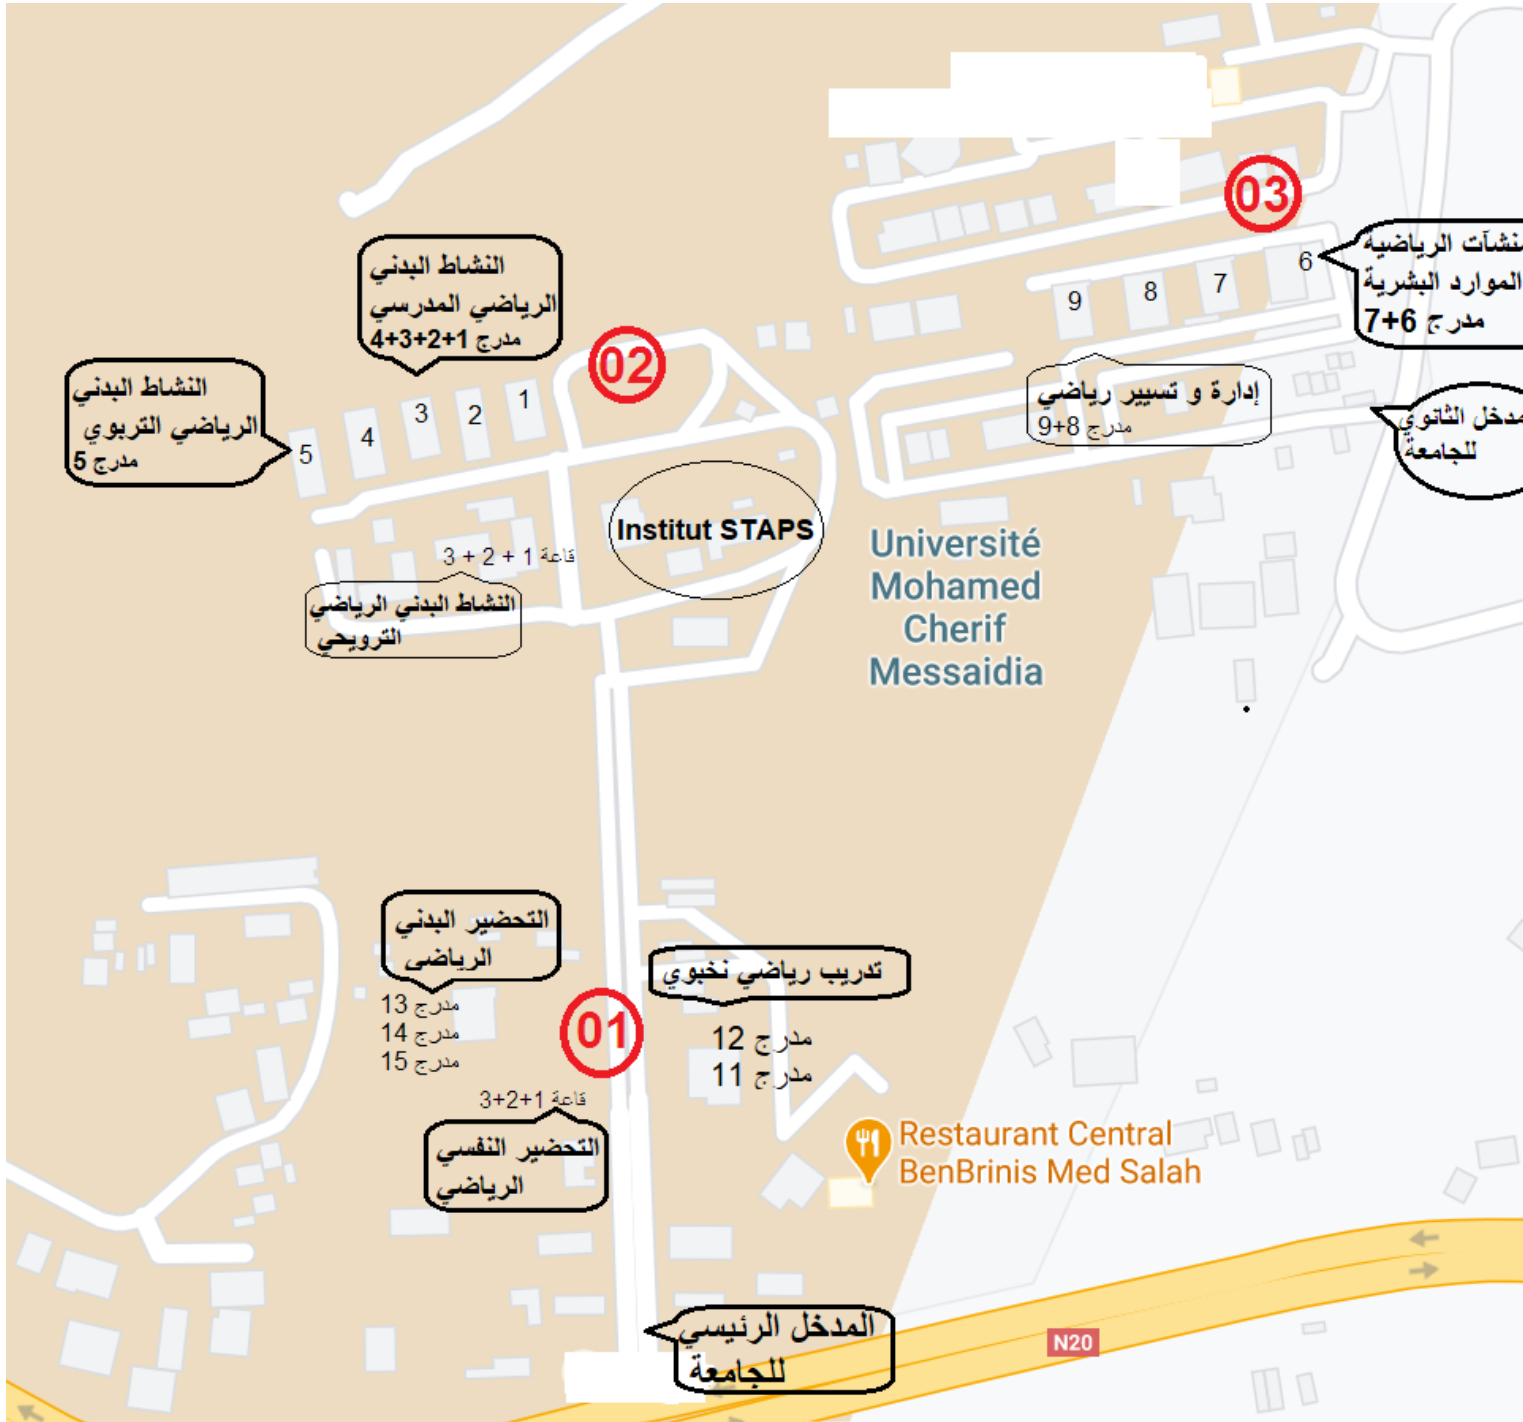 03
منشآت الرياضية
الموارد البشرية
مدرج 6+7
6
7
8
9
النشاط البدني
الرياضي المدرسي
مدرج 1+2+3+4
02
النشاط البدني
الرياضي التربوي
مدرج 5
1
2
3
4
5
إدارة و تسيير رياضي
مدرج 8+9
مدخل الثانوي
للجامعة
Institut STAPS
Université
Mohamed
Cherif
Messaidia
قاعة 1 + 2 + 3
النشاط البدني الرياضي
الترويحي
التحضير البدني
الرياضي
مدرج 13
مدرج 14
مدرج 15
01
تدريب رياضي نخبوي
مدرج 12
مدرج 11
قاعة 1+2+3
التحضير النفسي
الرياضي
Restaurant Central
BenBrinis Med Salah
المدخل الرئيسي
للجامعة
N20